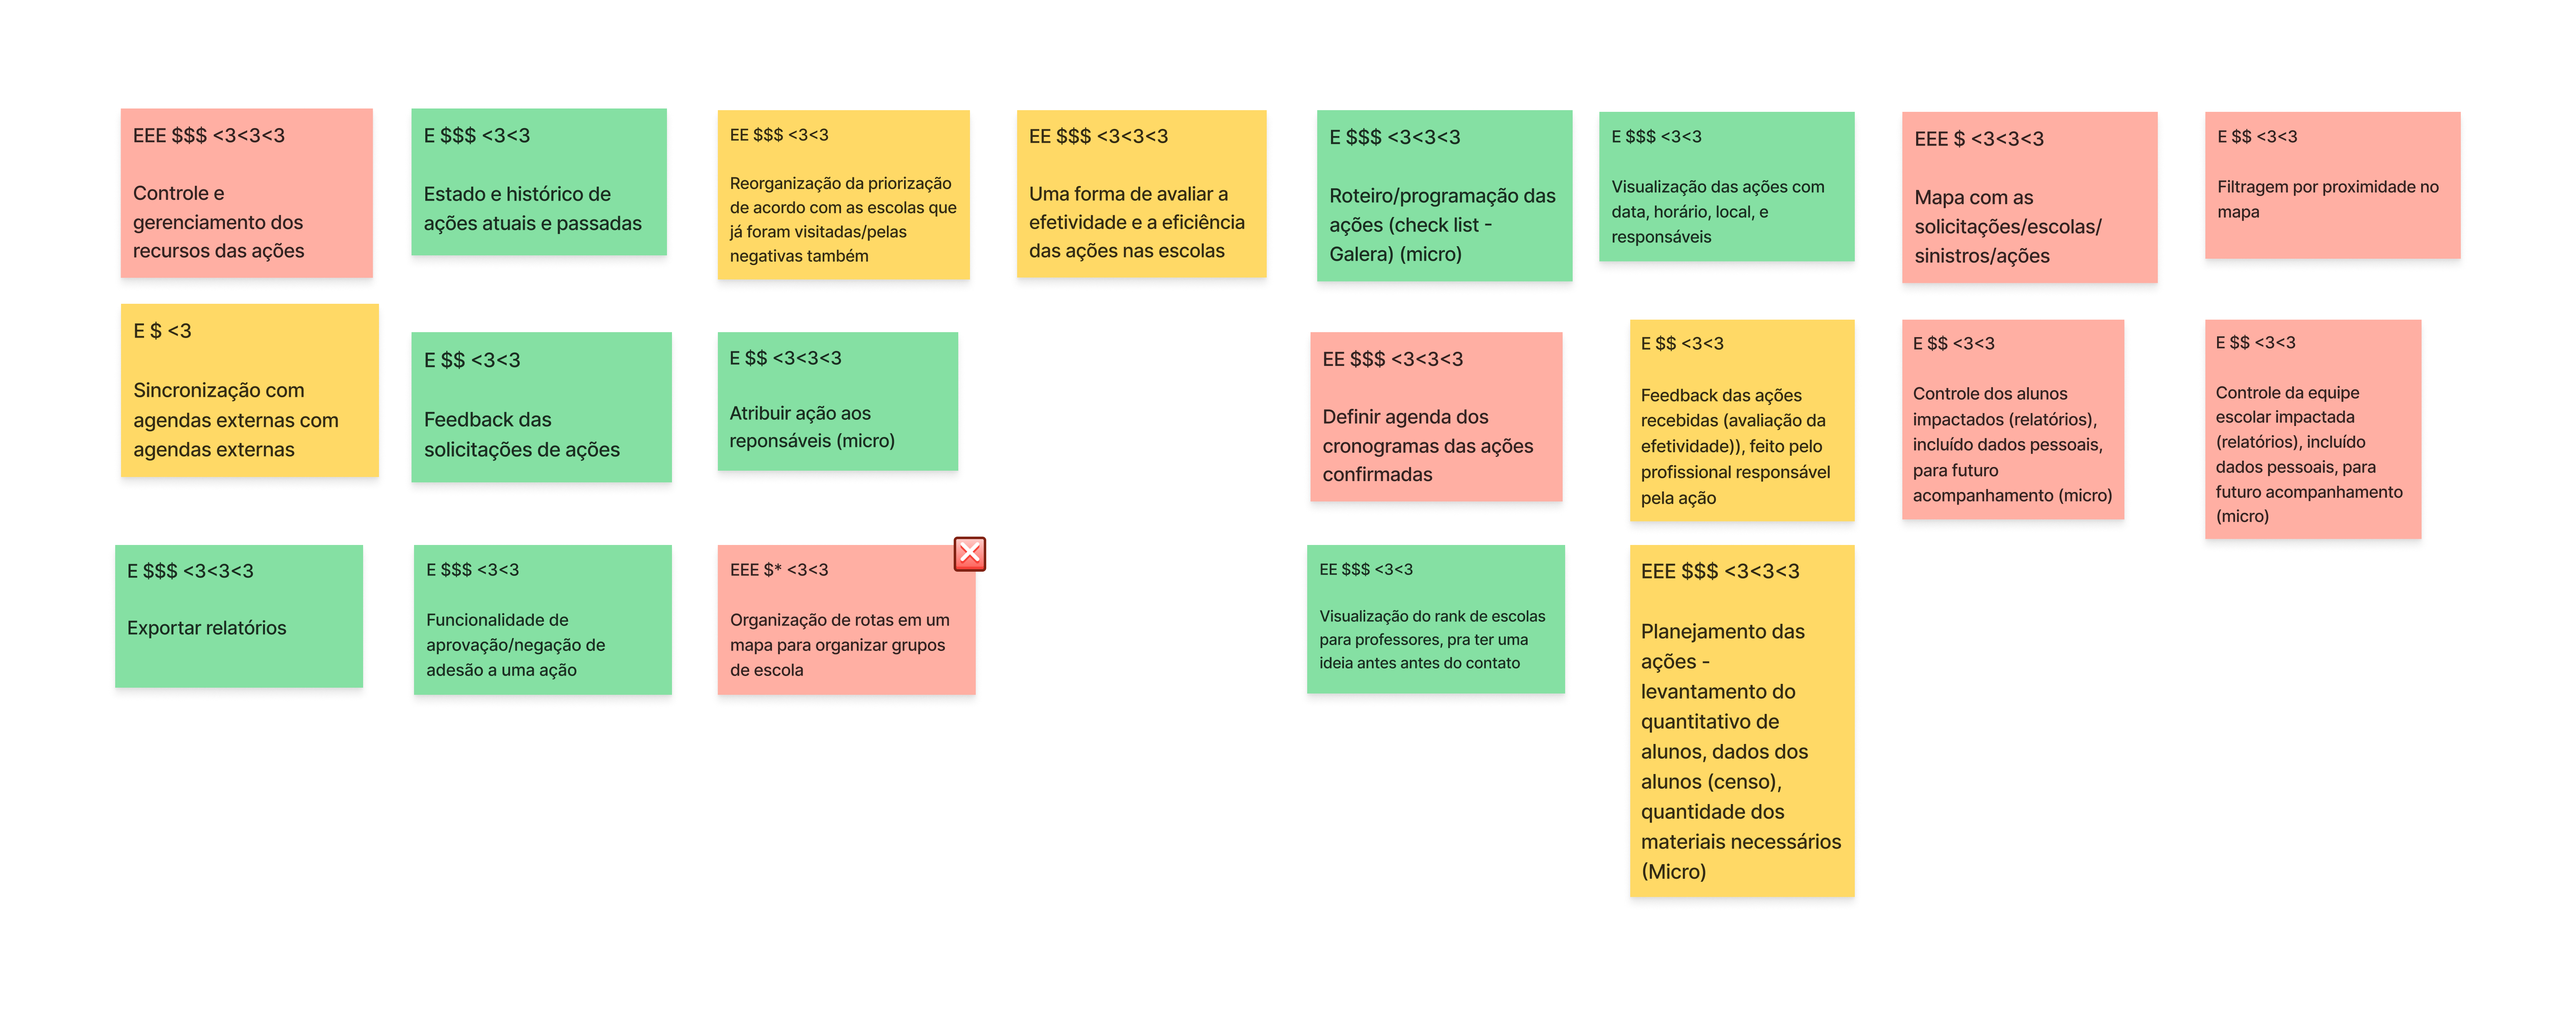 EEE $$$ <3<3<3
Controle e
gerenciamento dos
recursos das ações
E $$$ <3<3
Estado e histórico de
ações atuais e passadas
EE $$$ <3<3
Reorganização da priorização
de acordo com as escolas que
já foram visitadas/pelas
negativas também
EE $$$ <3<3<3
Uma forma de avaliar a
efetividade e a eficiência
das ações nas escolas
E $$$ <3<3<3
Roteiro/programação das
ações (check list -
Galera) (micro)
E $$$ <3<3
Visualização das ações com
data, horário, local, e
responsáveis
EEE $ <3<3<3
Mapa com as
solicitações/escolas/
sinistros/ações
E $$ <3<3
Filtragem por proximidade no
mapa
E $ <3
Sincronização com
agendas externas com
agendas externas
E $$ <3<3
Feedback das
solicitações de ações
E $$ <3<3<3
Atribuir ação aos
reponsáveis (micro)
EE $$$ <3<3<3
Definir agenda dos
cronogramas das ações
confirmadas
E $$ <3<3
Feedback das ações
recebidas (avaliação da
efetividade)), feito pelo
profissional responsável
pela ação
E $$ <3<3
Controle dos alunos
impactados (relatórios),
incluído dados pessoais,
para futuro
acompanhamento (micro)
E $$ <3<3
Controle da equipe
escolar impactada
(relatórios), incluído
dados pessoais, para
futuro acompanhamento
(micro)
E $$$ <3<3<3
Exportar relatórios
E $$$ <3<3
Funcionalidade de
aprovação/negação de
adesão a uma ação
EEE $* <3<3
Organização de rotas em um
mapa para organizar grupos
de escola
EE $$$ <3<3
Visualização do rank de escolas
para professores, pra ter uma
ideia antes antes do contato
EEE $$$ <3<3<3
Planejamento das
ações -
levantamento do
quantitativo de
alunos, dados dos
alunos (censo),
quantidade dos
materiais necessários
(Micro)